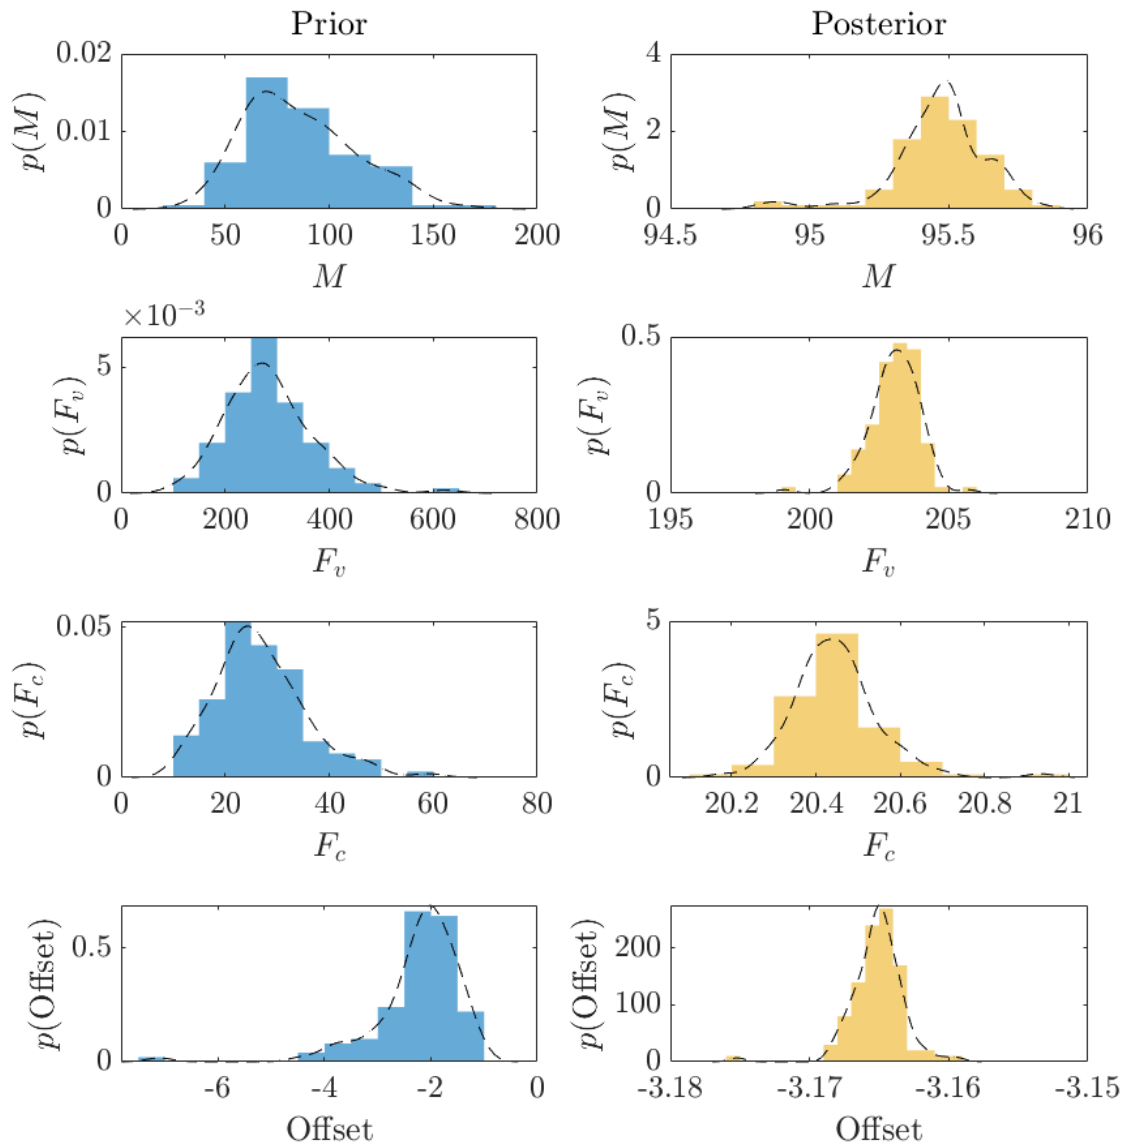 Prior Posterior
0.02 4
p(M) 0.01 p(M) 2
0 0
0 50 100 150 200 94.5 95 95.5 96
M M
×10⁻³
0.5
5
p(F_v) p(F_v)
0 0
0 200 400 600 800 195 200 205 210
F_v F_v
0.05 5
p(F_c) p(F_c)
0 0
0 20 40 60 80 20.2 20.4 20.6 20.8 21
F_c F_c
p(Offset) 0.5 p(Offset) 200
100
0 0
-6 -4 -2 0 -3.18 -3.17 -3.16 -3.15
Offset Offset